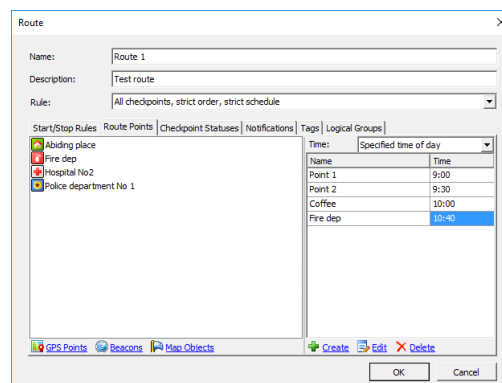 Route
Name: Route 1
Description: Test route
Rule: All checkpoints, strict order, strict schedule
Start/Stop Rules Route Points Checkpoint Statuses Notifications Tags Logical Groups
Abiding place
Fire dep
Hospital No2
Police department No 1
Time: Specified time of day
Name Time
Point 1 9:00
Point 2 9:30
Coffee 10:00
Fire dep 10:40
GPS Points Beacons Map Objects
Create Edit Delete
OK Cancel